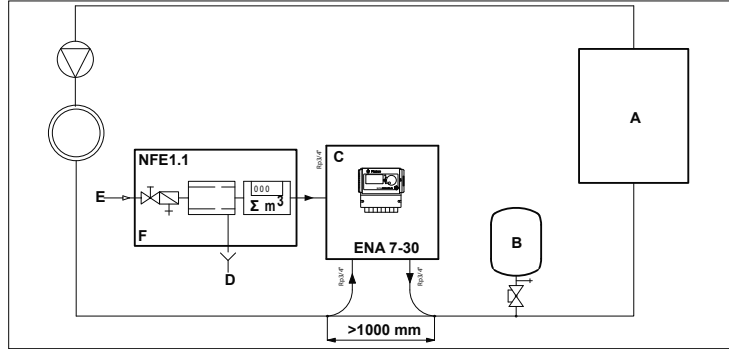 NFE1.1
E
000
Σ m3
F
D
Rp3/4"
C
ENA 7-30
Rp3/4"
Rp3/4"
>1000 mm
B
A